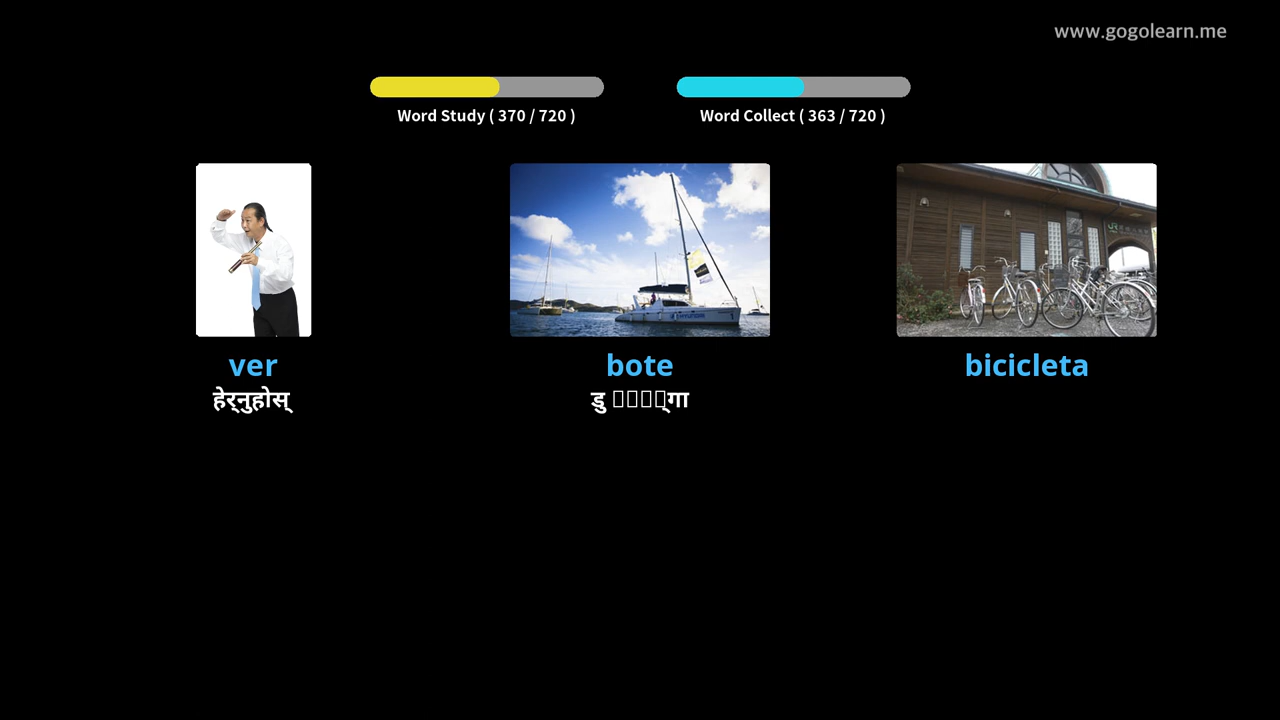 www.gogolearn.me
Word Study ( 370 / 720 )
Word Collect ( 363 / 720 )
ver
bote
bicicleta
हेर्नुहोस्